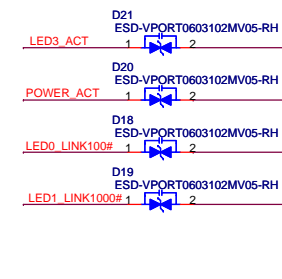 D21
ESD-VPORT0603102MV05-RH
LED3_ACT
1 2
D20
ESD-VPORT0603102MV05-RH
POWER_ACT
1 2
D18
ESD-VPORT0603102MV05-RH
LED0_LINK100#
1 2
D19
ESD-VPORT0603102MV05-RH
LED1_LINK1000#
1 2